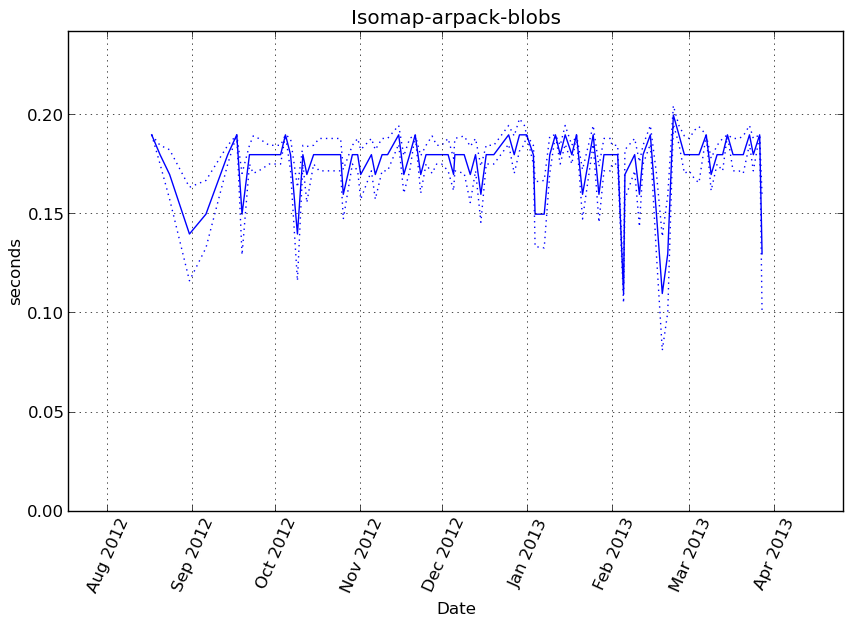 Isomap-arpack-blobs
0.20
0.15
0.10
0.05
0.00
seconds
Aug 2012
Sep 2012
Oct 2012
Nov 2012
Dec 2012
Jan 2013
Feb 2013
Mar 2013
Apr 2013
Date